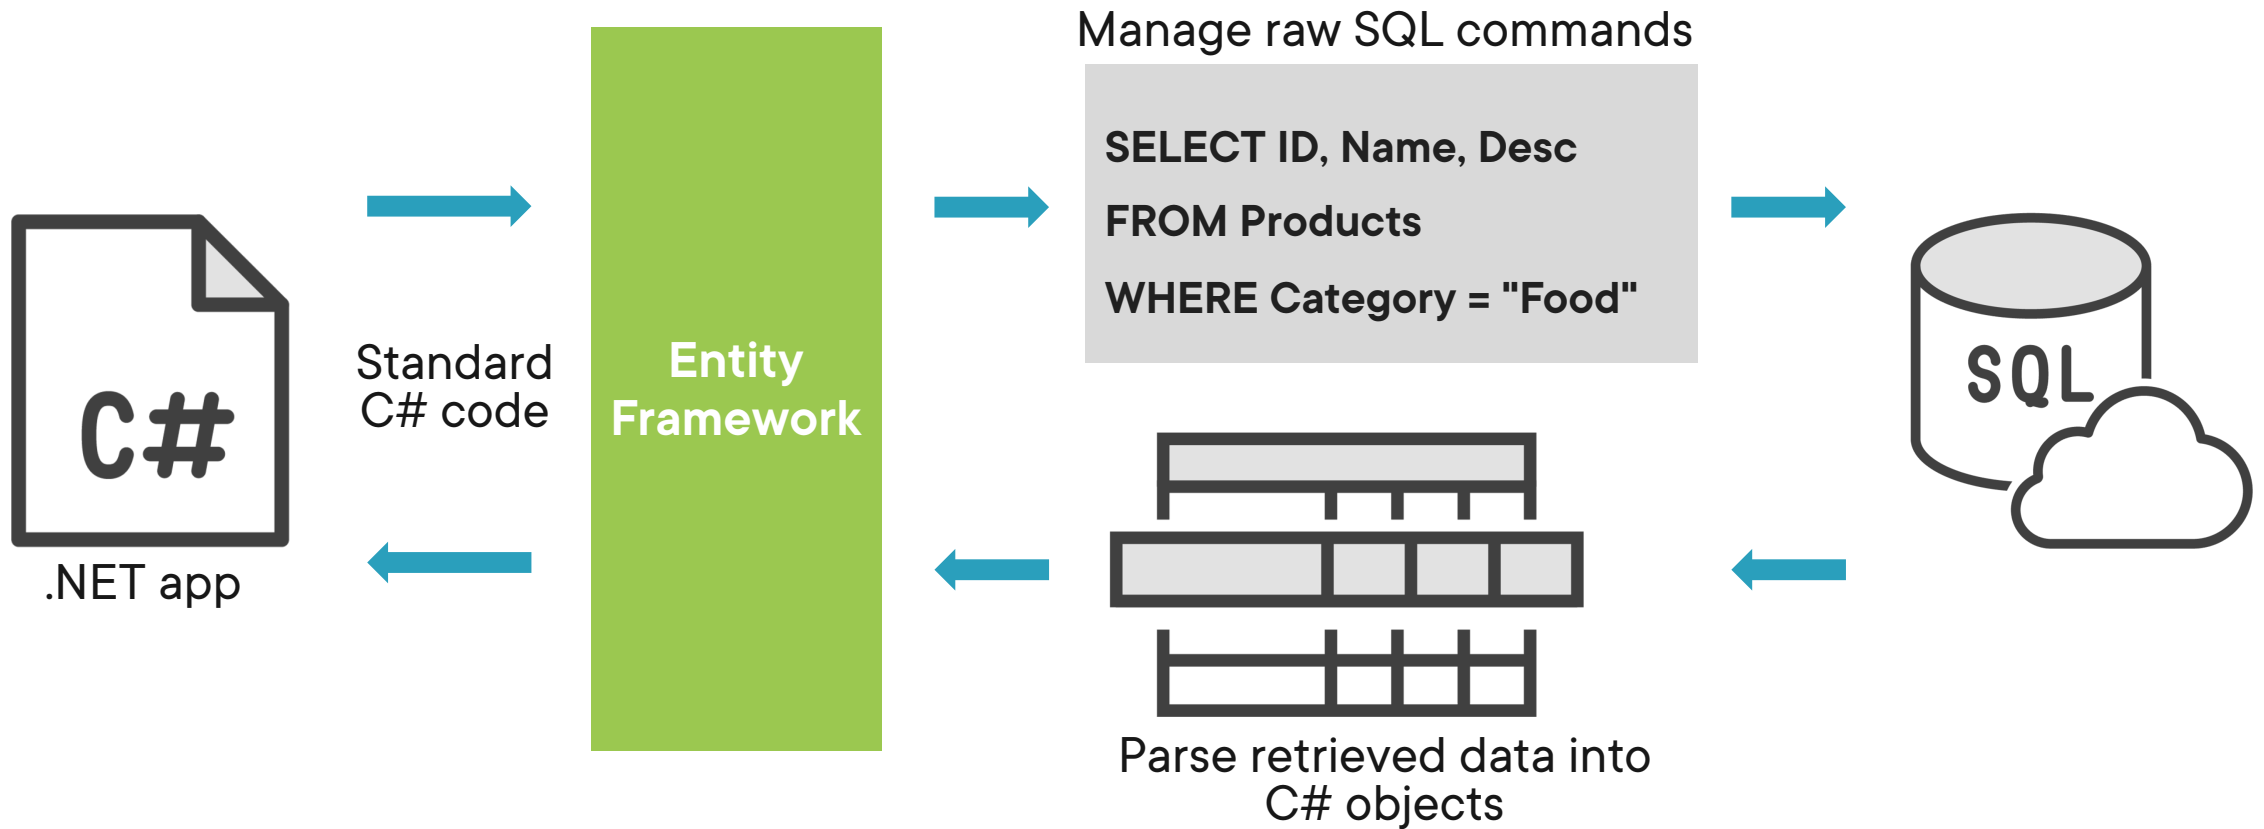 Manage raw SQL commands
SELECT ID, Name, Desc
FROM Products
WHERE Category = "Food"
C#
.NET app
Standard
C# code
Entity
Framework
SQL
Parse retrieved data into
C# objects